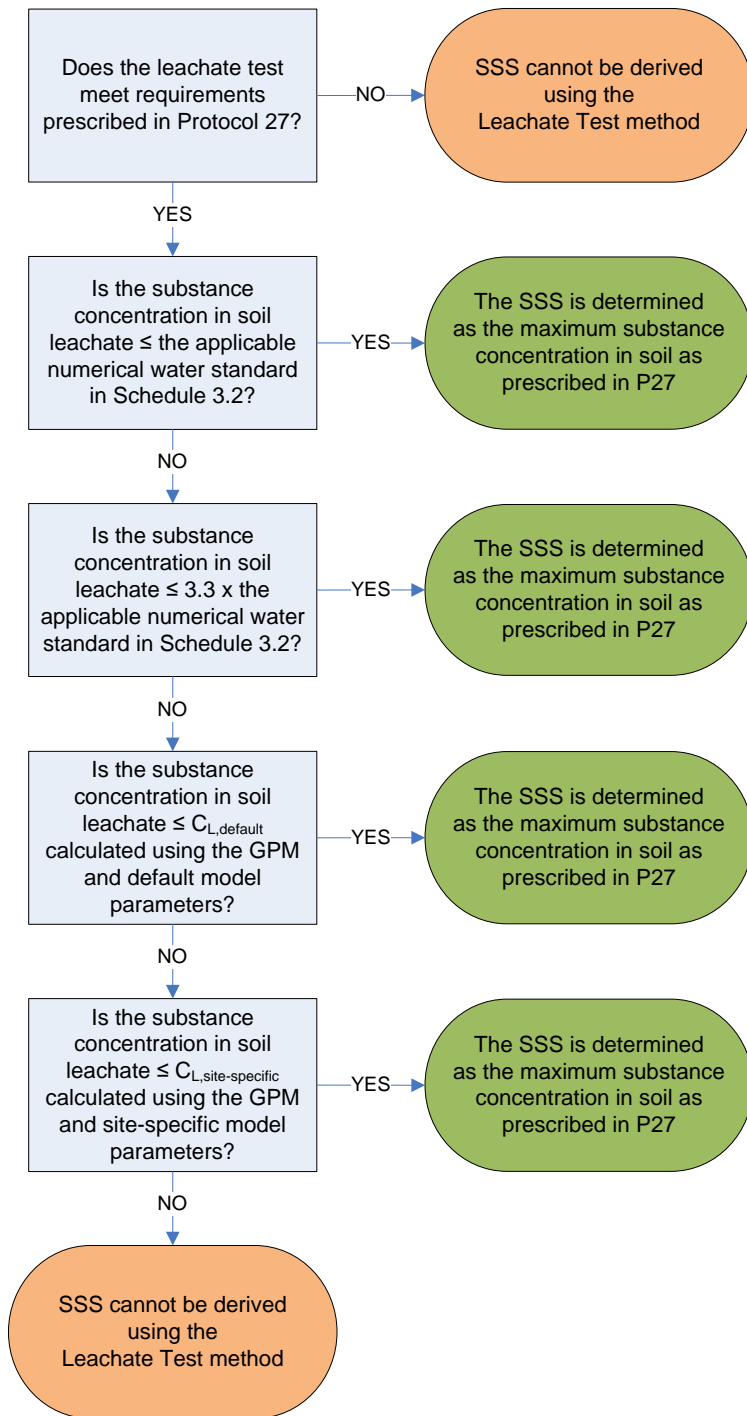 Does the leachate test
meet requirements
prescribed in Protocol 27?
NO
SSS cannot be derived
using the
Leachate Test method
YES
Is the substance
concentration in soil
leachate ≤ the applicable
numerical water standard
in Schedule 3.2?
YES
The SSS is determined
as the maximum substance
concentration in soil as
prescribed in P27
NO
Is the substance
concentration in soil
leachate ≤ 3.3 x the
applicable numerical water
standard in Schedule 3.2?
YES
The SSS is determined
as the maximum substance
concentration in soil as
prescribed in P27
NO
Is the substance
concentration in soil
leachate ≤ CL,default
calculated using the GPM
and default model
parameters?
YES
The SSS is determined
as the maximum substance
concentration in soil as
prescribed in P27
NO
Is the substance
concentration in soil
leachate ≤ CL,site-specific
calculated using the GPM
and site-specific model
parameters?
YES
The SSS is determined
as the maximum substance
concentration in soil as
prescribed in P27
NO
SSS cannot be derived
using the
Leachate Test method